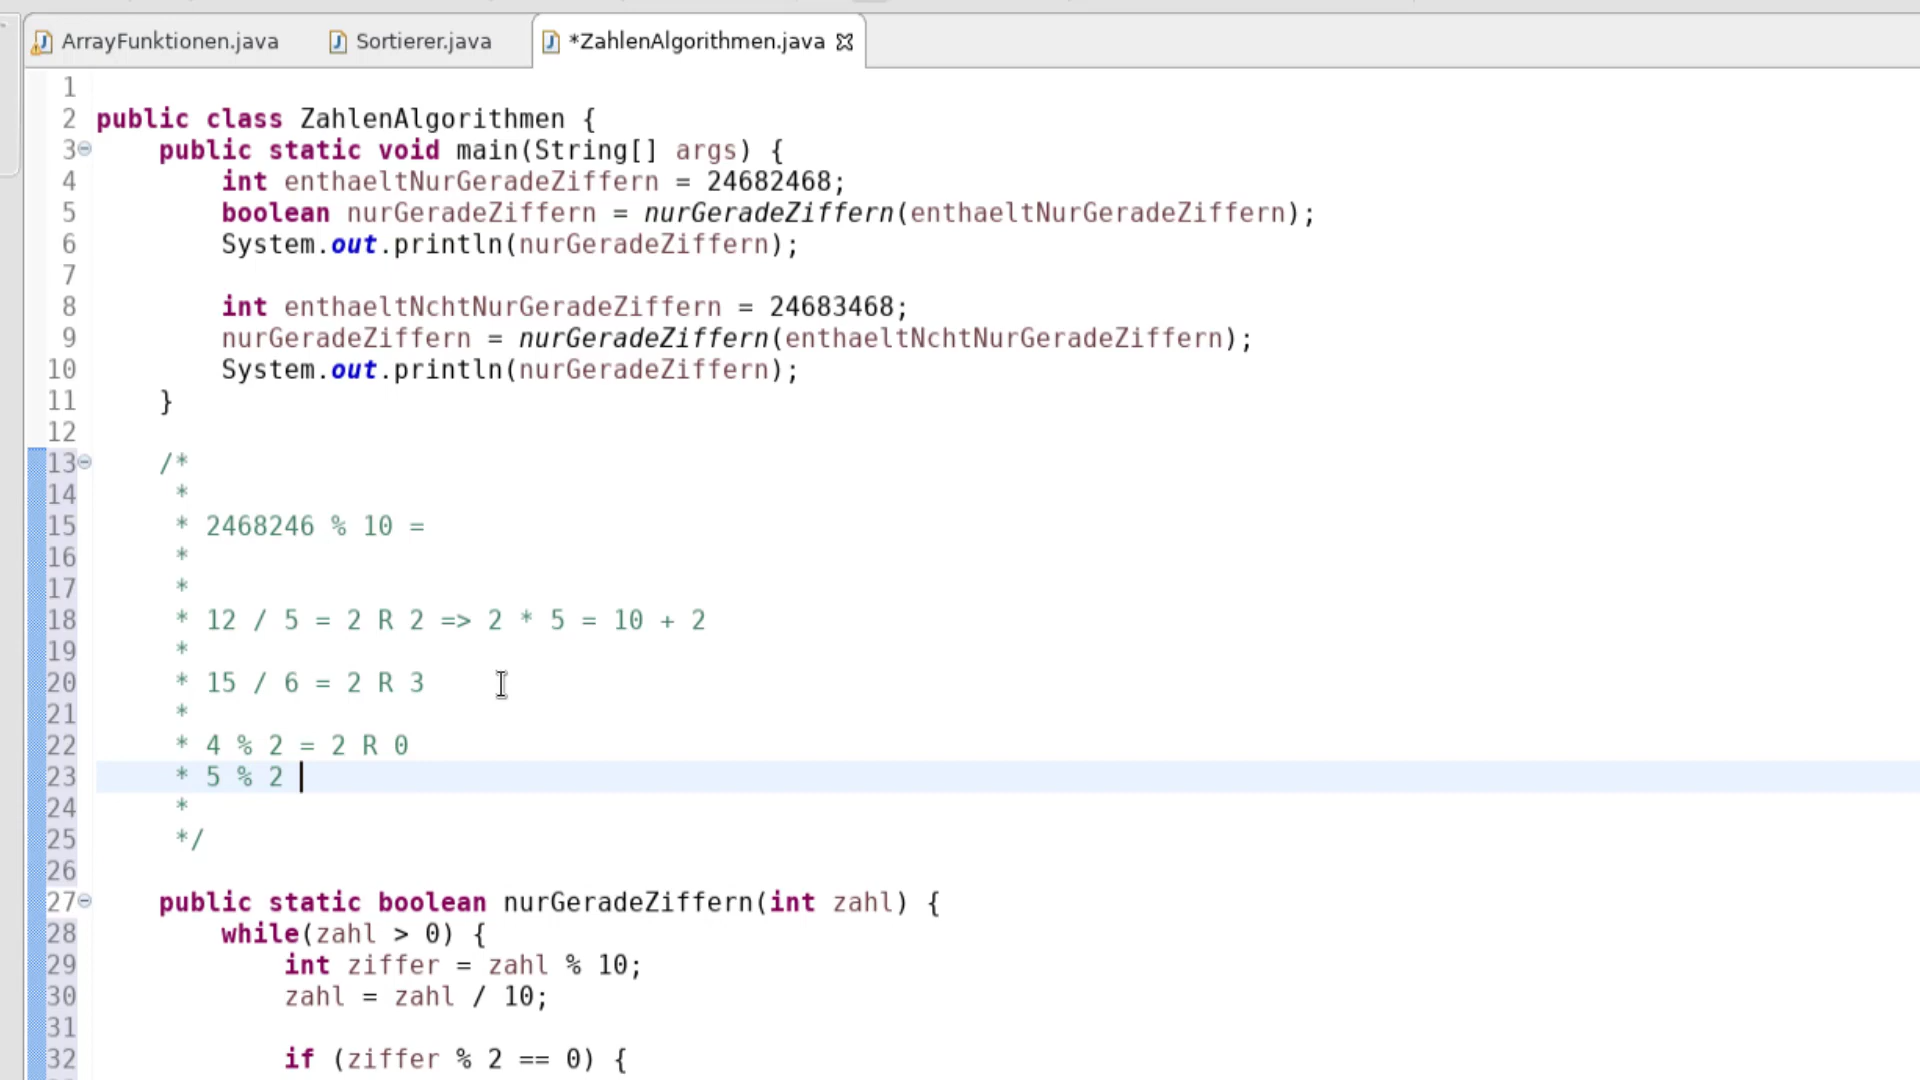 ArrayFunktionen.java Sortierer.java *ZahlenAlgorithmen.java
1
2 public class ZahlenAlgorithmen {
3 public static void main(String[] args) {
4 int enthaeltNurGeradeZiffern = 24682468;
5 boolean nurGeradeZiffern = nurGeradeZiffern(enthaeltNurGeradeZiffern);
6 System.out.println(nurGeradeZiffern);
7
8 int enthaeltNchtNurGeradeZiffern = 24683468;
9 nurGeradeZiffern = nurGeradeZiffern(enthaeltNchtNurGeradeZiffern);
10 System.out.println(nurGeradeZiffern);
11 }
12
13 /*
14 *
15 * 2468246 % 10 =
16 *
17 *
18 * 12 / 5 = 2 R 2 => 2 * 5 = 10 + 2
19 *
20 * 15 / 6 = 2 R 3
21 *
22 * 4 % 2 = 2 R 0
23 * 5 % 2
24 *
25 */
26
27 public static boolean nurGeradeZiffern(int zahl) {
28 while(zahl > 0) {
29 int ziffer = zahl % 10;
30 zahl = zahl / 10;
31
32 if (ziffer % 2 == 0) {